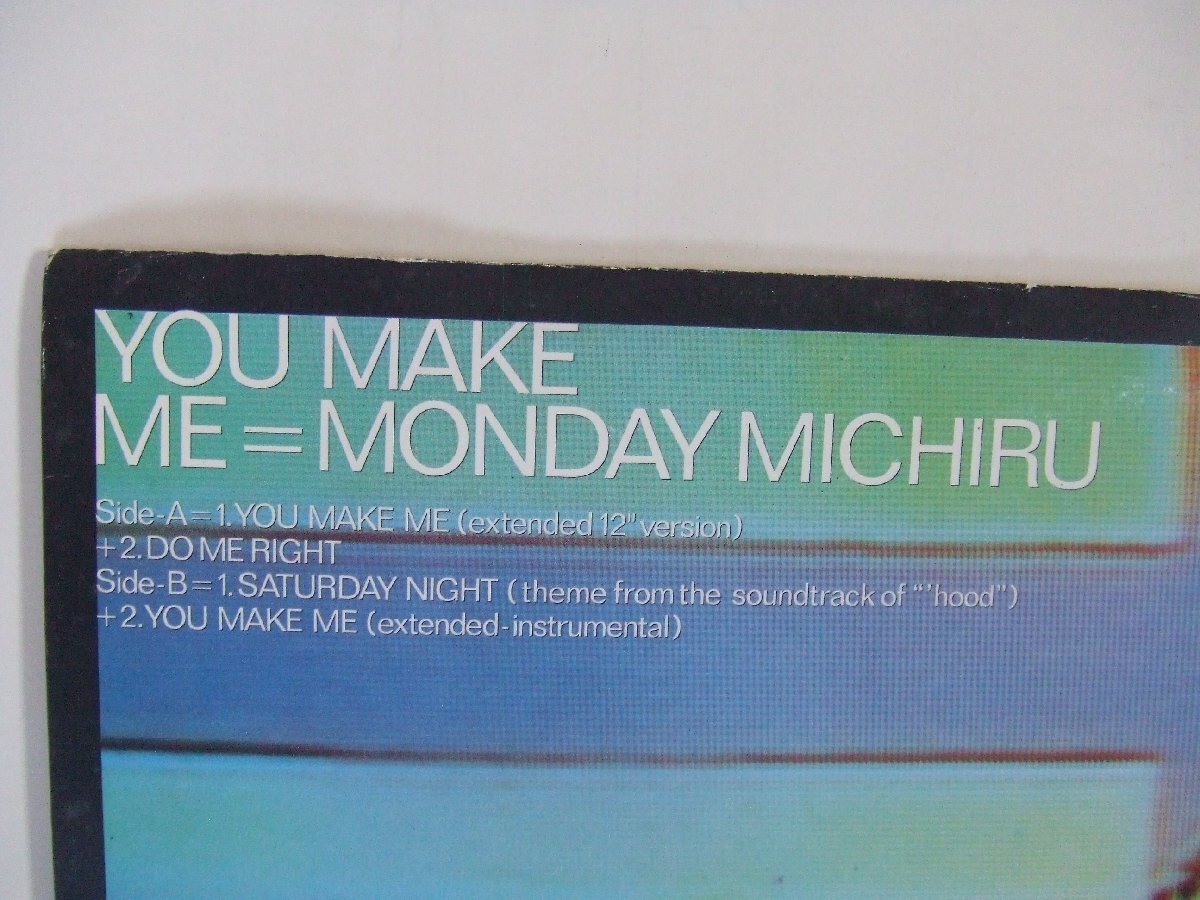 YOU MAKE
ME=MONDAY MICHIRU
Side-A=1.YOU MAKE ME (extended 12" version)
+2.DO ME RIGHT
Side-B=1.SATURDAY NIGHT (theme from the soundtrack of "'hood")
+2.YOU MAKE ME (extended-instrumental)